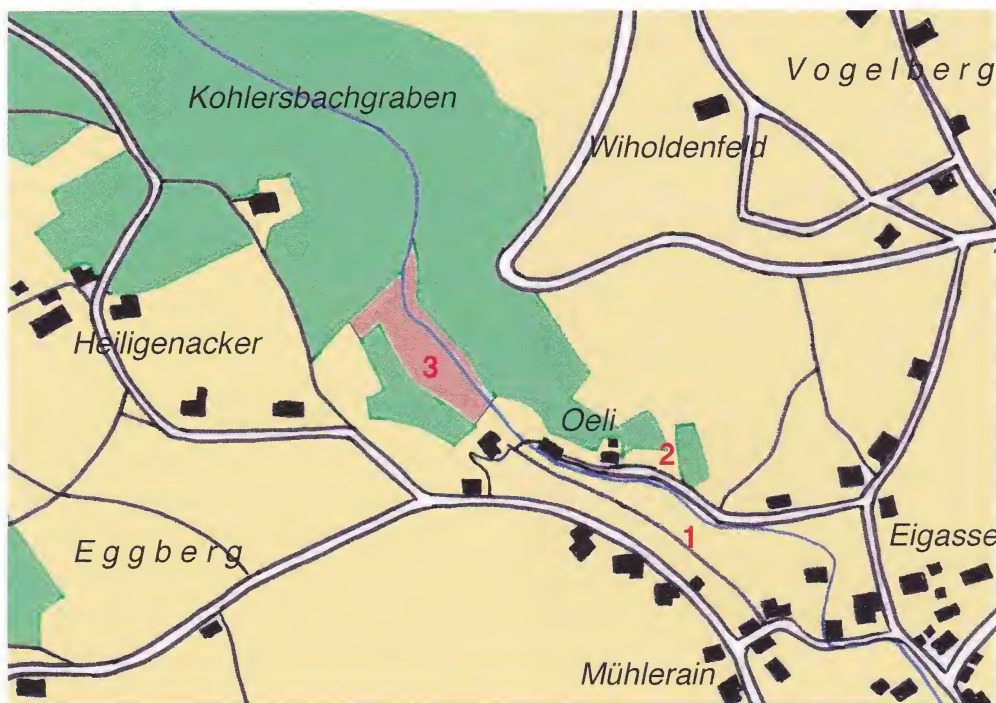 Vogelberg
Kohlersbachgraben
Wiholdenfeld
Heiligenacker
3
Oeli
2
1
Eigasse
Eggberg
Mühlerain